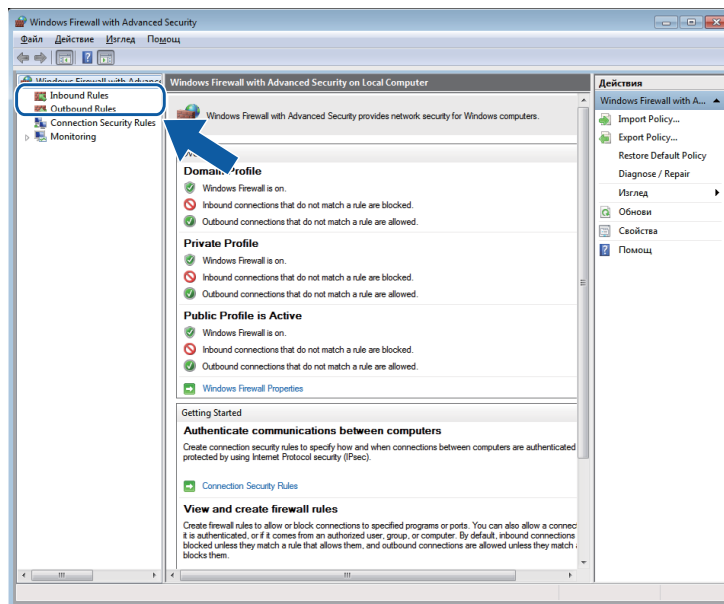 Windows Firewall with Advanced Security
Файл Действие Изглед Помощ
Windows Firewall with Advance
Inbound Rules
Outbound Rules
Connection Security Rules
Monitoring
Windows Firewall with Advanced Security on Local Computer
Windows Firewall with Advanced Security provides network security for Windows computers.
Domain Profile
Windows Firewall is on.
Inbound connections that do not match a rule are blocked.
Outbound connections that do not match a rule are allowed.
Private Profile
Windows Firewall is on.
Inbound connections that do not match a rule are blocked.
Outbound connections that do not match a rule are allowed.
Public Profile is Active
Windows Firewall is on.
Inbound connections that do not match a rule are blocked.
Outbound connections that do not match a rule are allowed.
Windows Firewall Properties
Getting Started
Authenticate communications between computers
Create connection security rules to specify how and when connections between computers are authenticated
protected by using Internet Protocol security (IPsec).
Connection Security Rules
View and create firewall rules
Create firewall rules to allow or block connections to specified programs or ports. You can also allow a connec
it is authenticated, or if it comes from an authorized user, group, or computer. By default, inbound connections
blocked unless they match a rule that allows them, and outbound connections are allowed unless they match
blocks them.
Действия
Windows Firewall with A...
Import Policy...
Export Policy...
Restore Default Policy
Diagnose / Repair
Изглед
Обнови
Свойства
Помощ